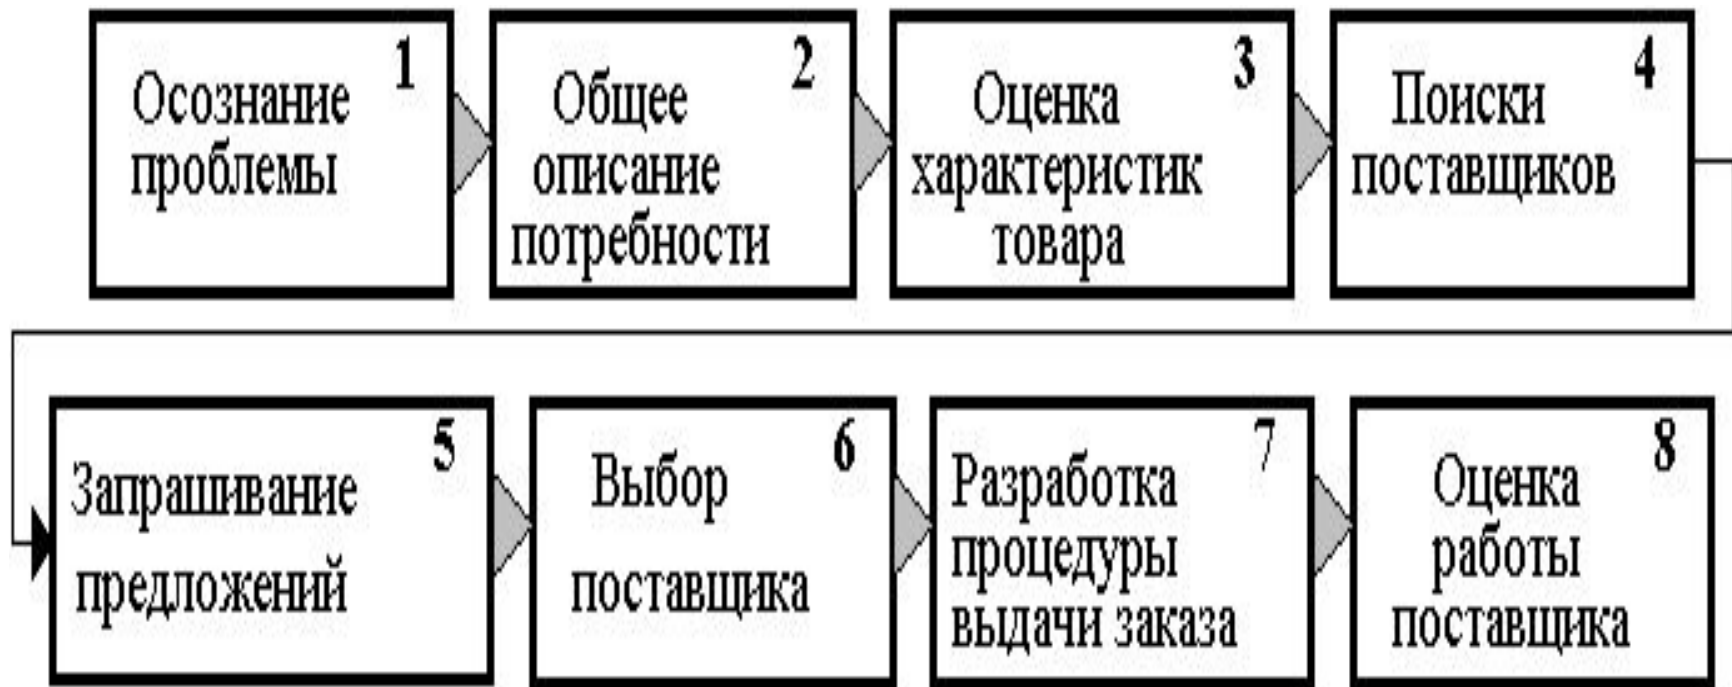 1
Осознание
проблемы
2
Общее
описание
потребности
3
Оценка
характеристик
товара
4
Поиски
поставщиков
5
Запрашивание
предложений
6
Выбор
поставщика
7
Разработка
процедуры
выдачи заказа
8
Оценка
работы
поставщика